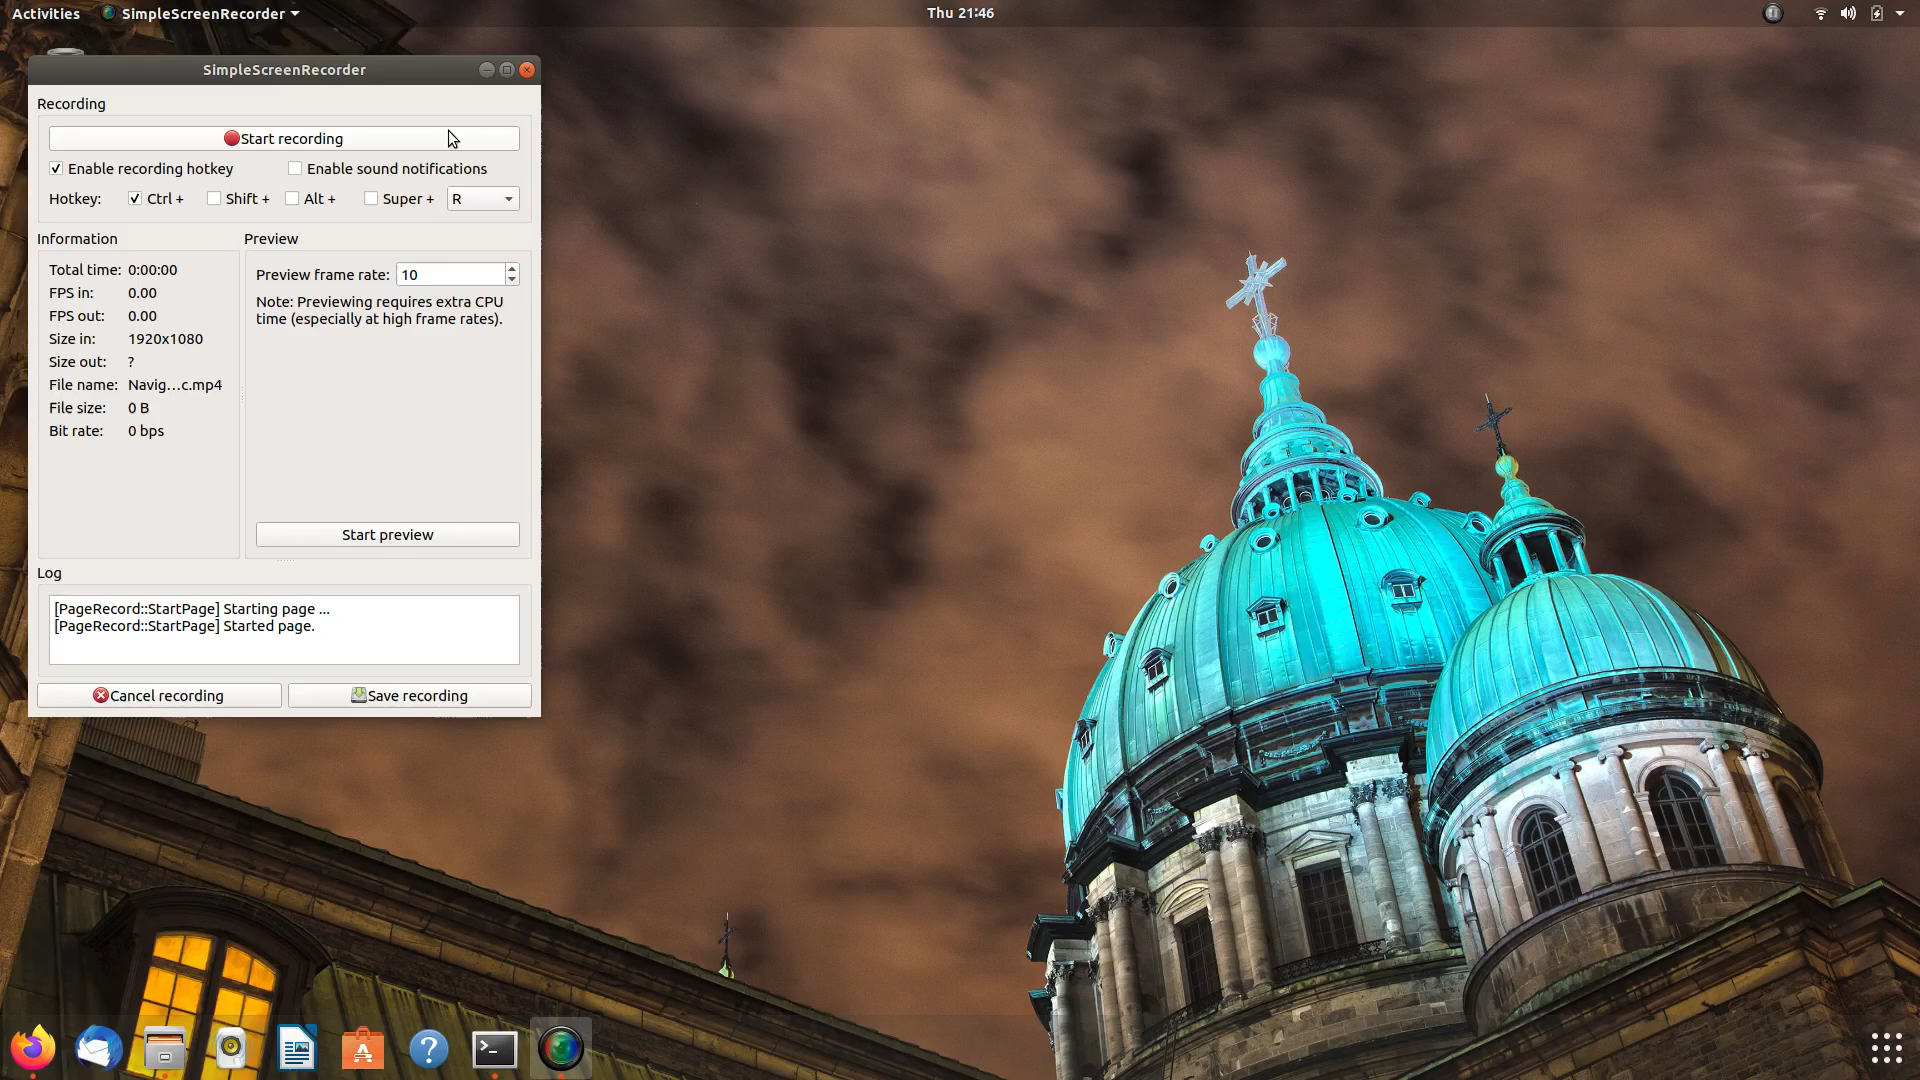 Activities SimpleScreenRecorder Thu 21:46
SimpleScreenRecorder
Recording
Start recording
Enable recording hotkey Enable sound notifications
Hotkey: Ctrl + Shift + Alt + Super + R
Information Preview
Total time: 0:00:00
FPS in: 0.00
FPS out: 0.00
Size in: 1920x1080
Size out: ?
File name: Navig...c.mp4
File size: 0 B
Bit rate: 0 bps
Preview frame rate: 10
Note: Previewing requires extra CPU
time (especially at high frame rates).
Start preview
Log
[PageRecord::StartPage] Starting page ...
[PageRecord::StartPage] Started page.
Cancel recording Save recording